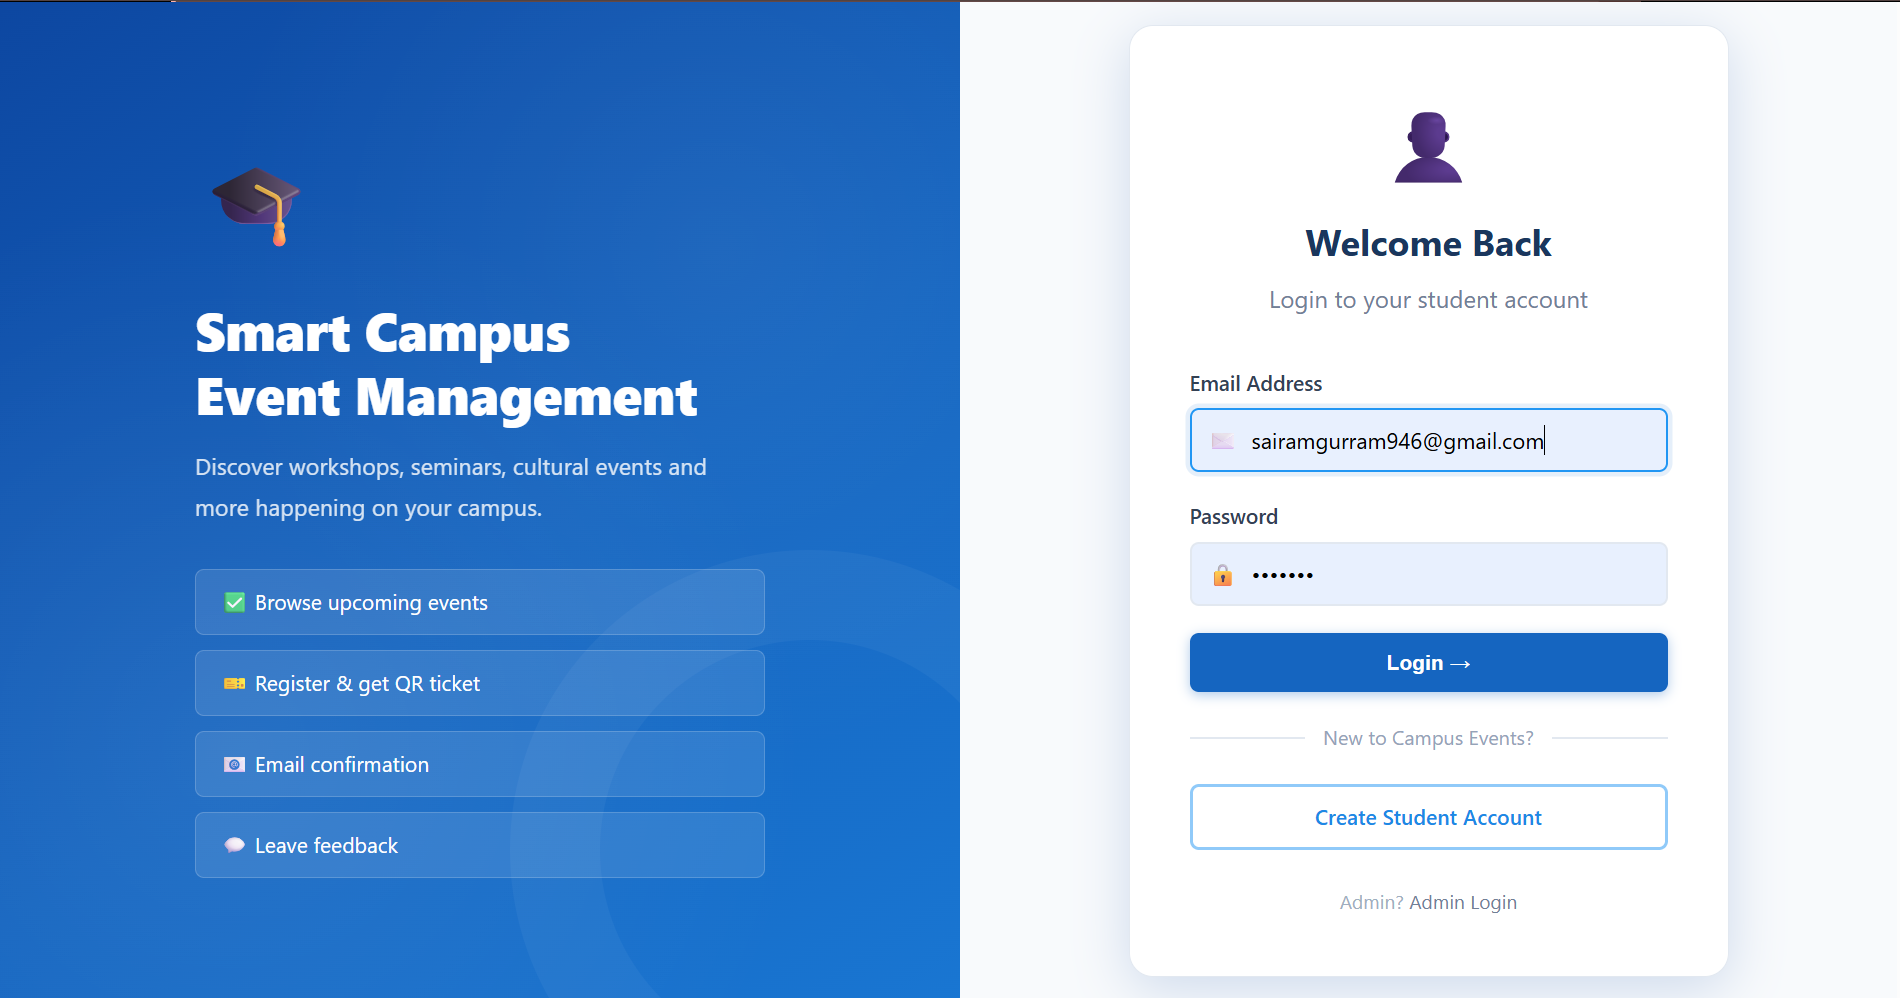 Smart Campus
Event Management
Discover workshops, seminars, cultural events and
more happening on your campus.
Browse upcoming events
Register & get QR ticket
Email confirmation
Leave feedback
Welcome Back
Login to your student account
Email Address
sairamgurram946@gmail.com
Password
•••••••
Login →
New to Campus Events?
Create Student Account
Admin? Admin Login